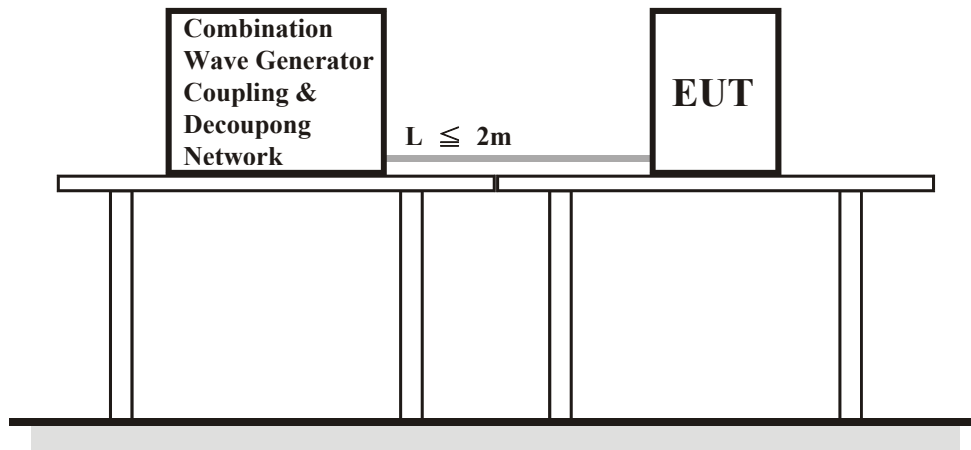 Combination
Wave Generator
Coupling &
Decoupong
Network
EUT
L ≦ 2m